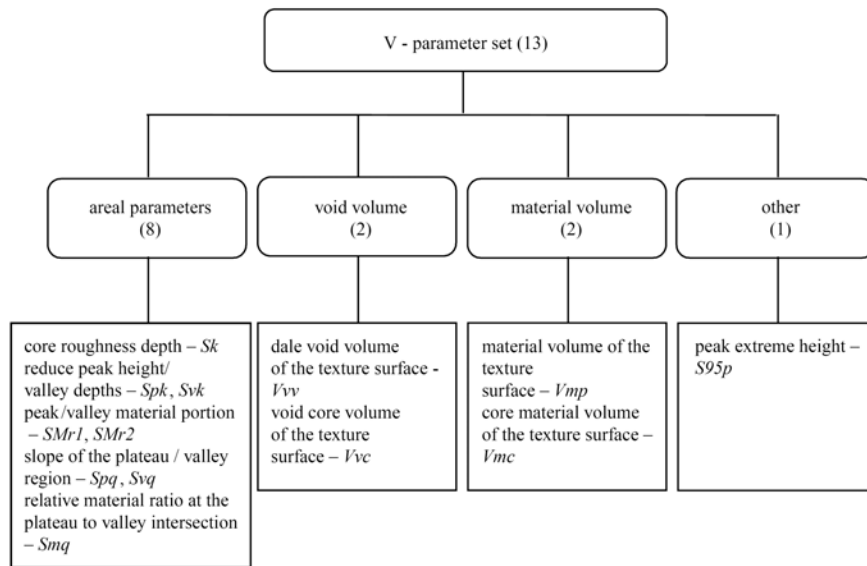 V - parameter set (13)
areal parameters
(8)
void volume
(2)
material volume
(2)
other
(1)
core roughness depth – Sk
reduce peak height/
valley depths – Spk, Svk
peak/valley material portion
– SMr1, SMr2
slope of the plateau / valley
region – Spq, Svq
relative material ratio at the
plateau to valley intersection
– Smq
dale void volume
of the texture surface -
Vvv
void core volume
of the texture
surface – Vvc
material volume of the
texture
surface – Vmp
core material volume
of the texture surface –
Vmc
peak extreme height –
S95p